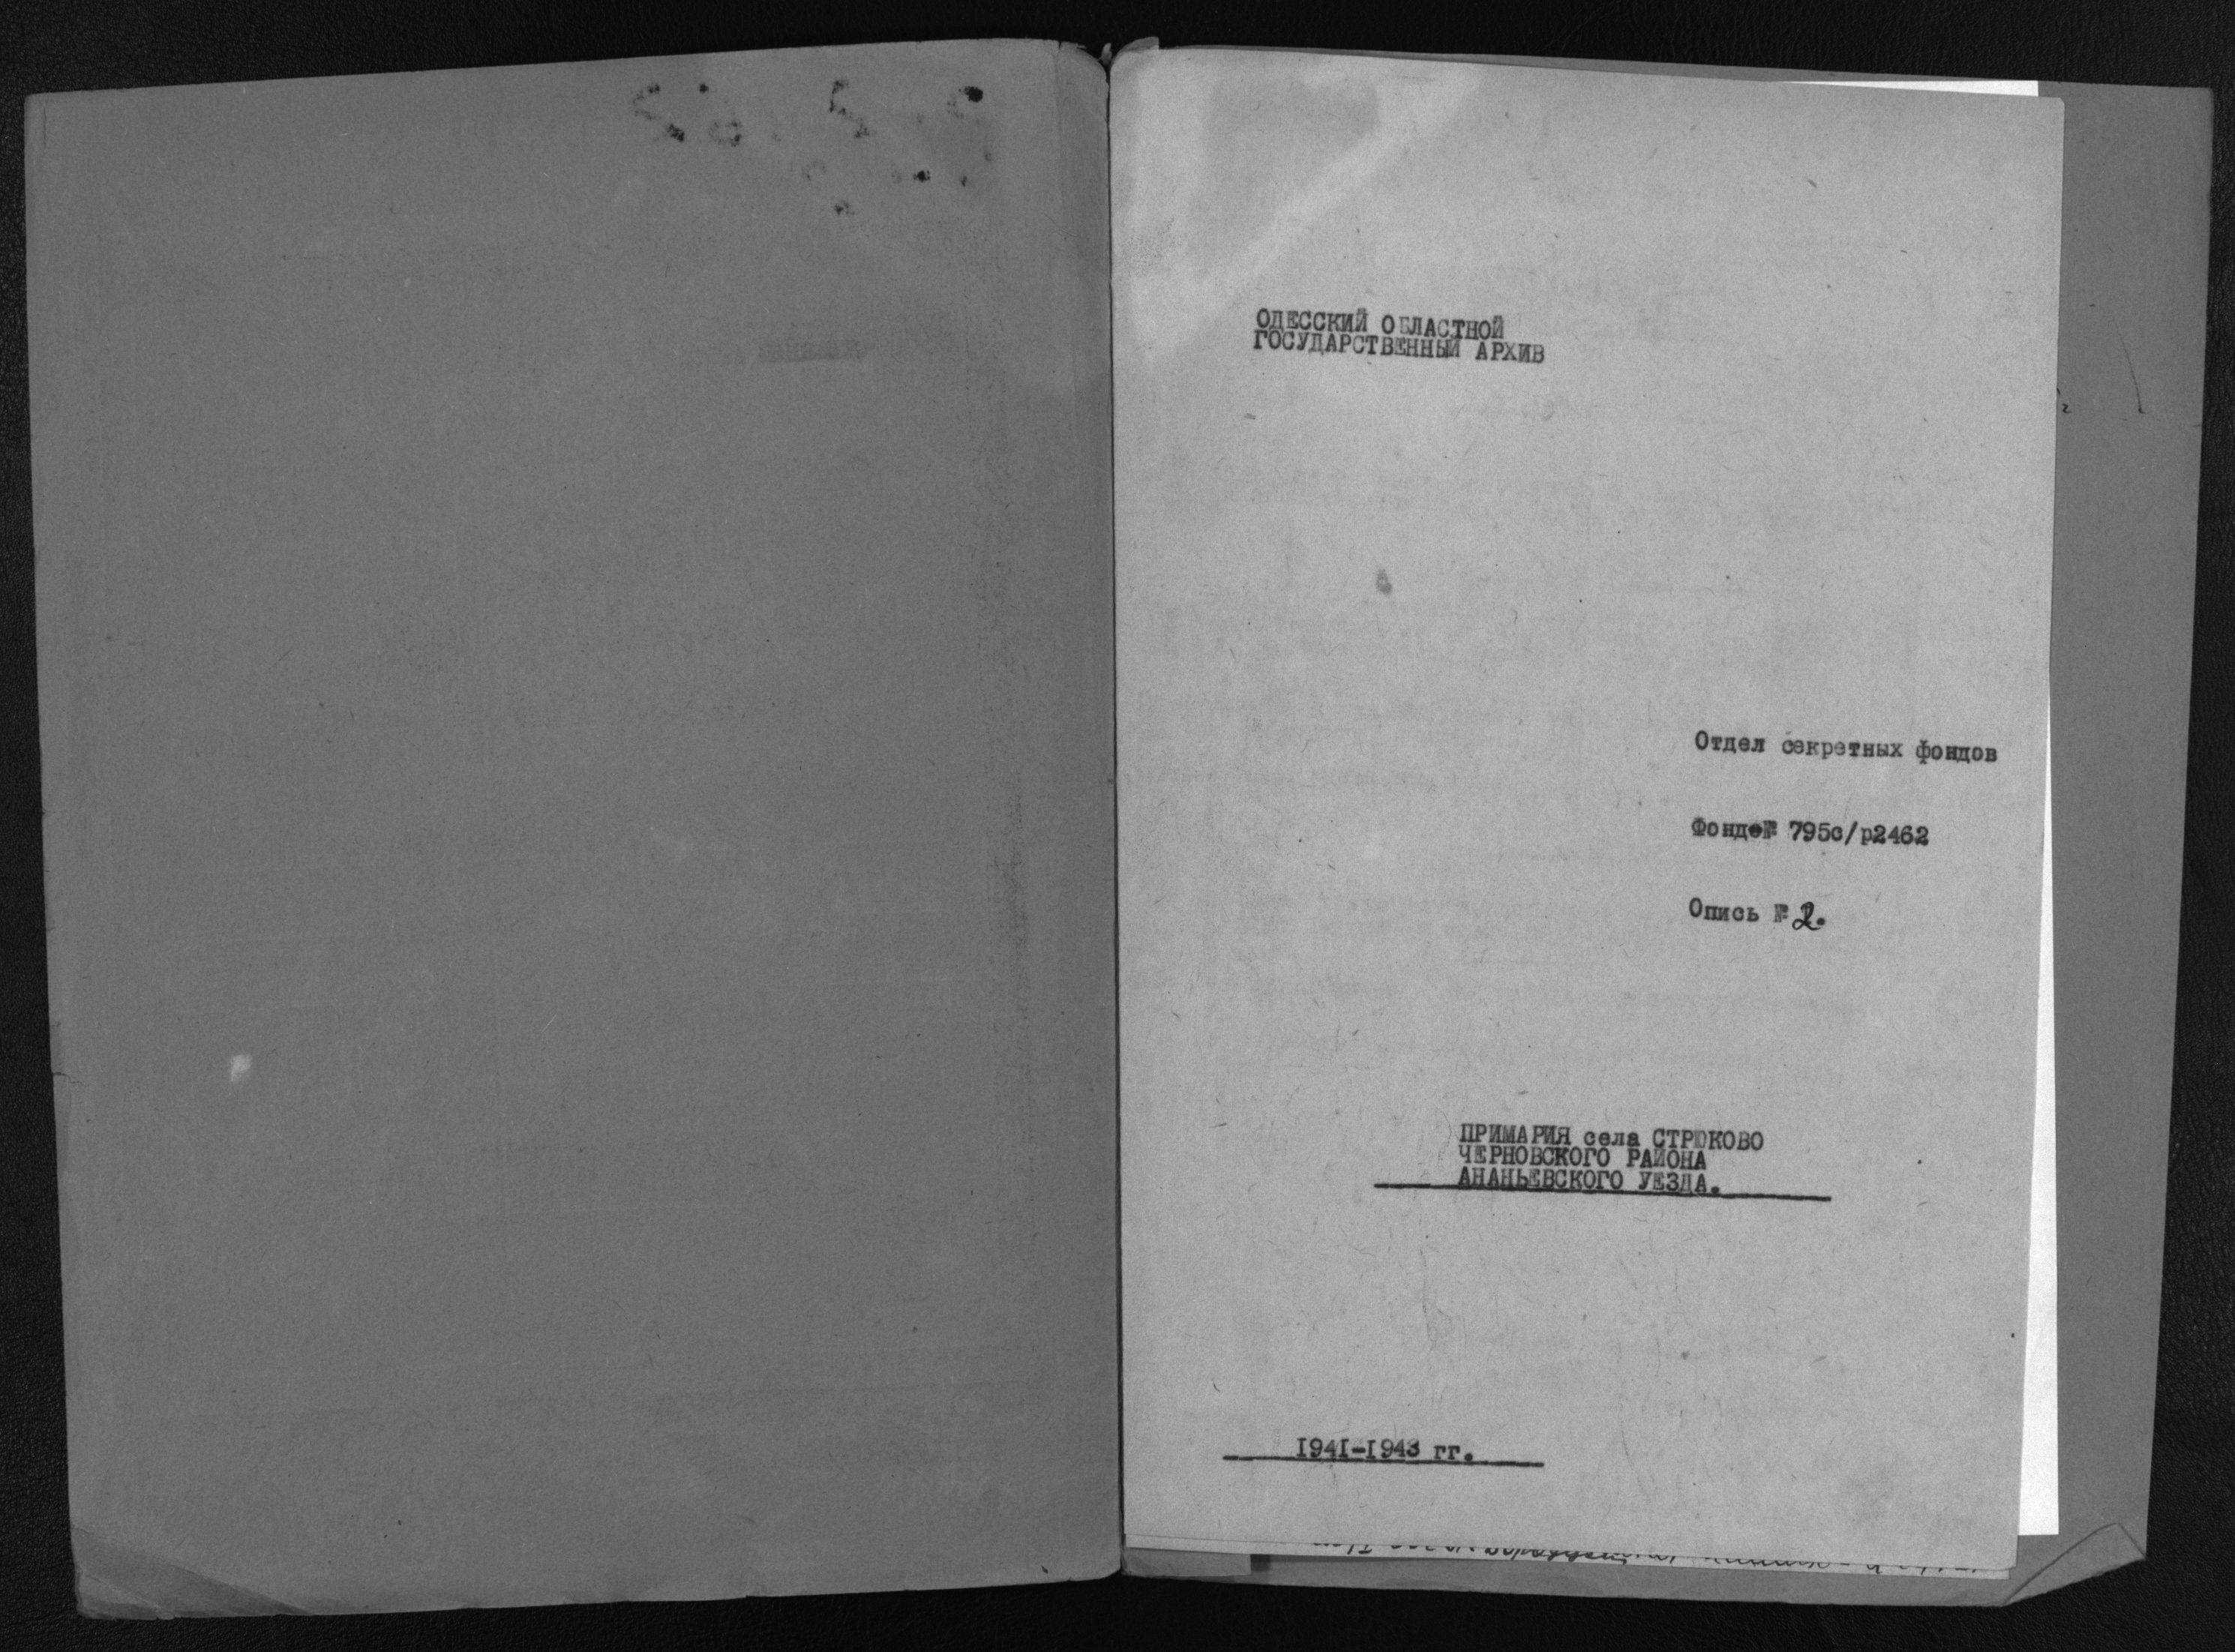 ОДЕССКИЙ ОБЛАСТНОЙ
ГОСУДАРСТВЕННЫЙ АРХИВ
Отдел секретных фондов
Фонд № 795с/р2462
Опись № 2.
ПРИМАРИЯ села СТРЮКОВО
ЧЕРНОВСКОГО РАЙОНА
АНАНЬЕВСКОГО УЕЗДА.
1941-1943 гг.